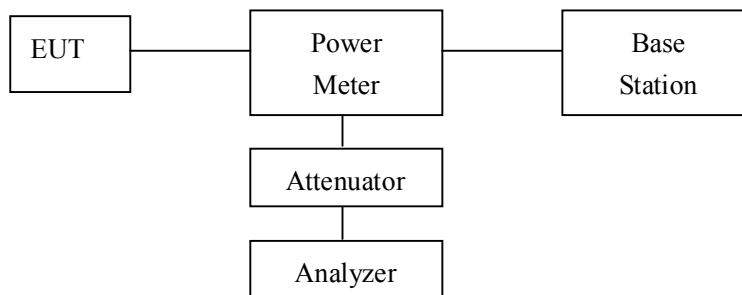 EUT
Power
Meter
Base
Station
Attenuator
Analyzer